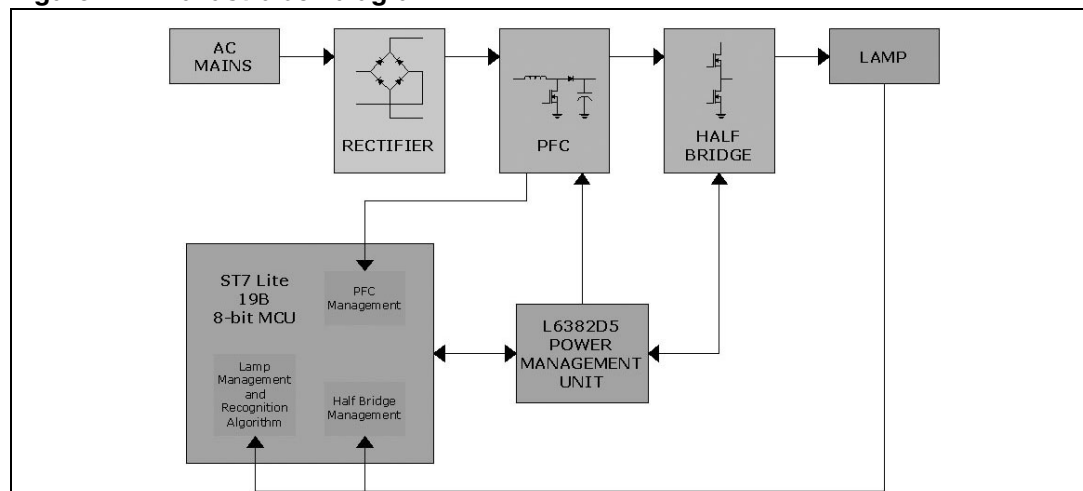 AC
MAINS
RECTIFIER
PFC
HALF
BRIDGE
LAMP
ST7 Lite
19B
8-bit MCU
PFC
Management
Lamp
Management
and
Recognition
Algorithm
Half Bridge
Management
L6382D5
POWER
MANAGEMENT
UNIT